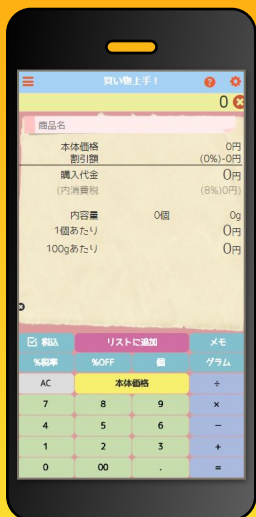 買い物上手！ ?
0
商品名
本体価格 0円
割引額 (0%)-0円
購入代金 0円
(内消費税 (8%)0円)
内容量 0個 0g
1個あたり 0円
100gあたり 0円
税込 リストに追加 メモ
%税率 %OFF 個 グラム
AC 本体価格 ÷
7 8 9 ×
4 5 6 −
1 2 3 +
0 00 . =